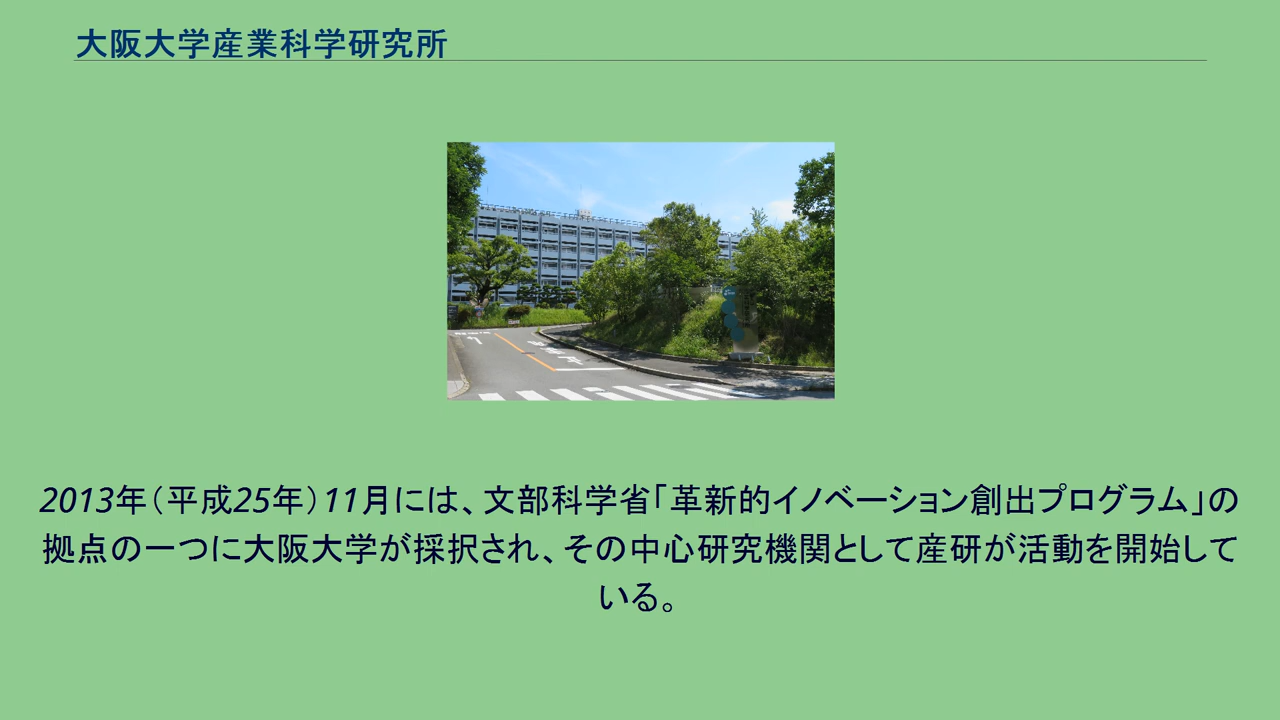 大阪大学産業科学研究所
2013年（平成25年）11月には、文部科学省「革新的イノベーション創出プログラム」の
拠点の一つに大阪大学が採択され、その中心研究機関として産研が活動を開始して
いる。